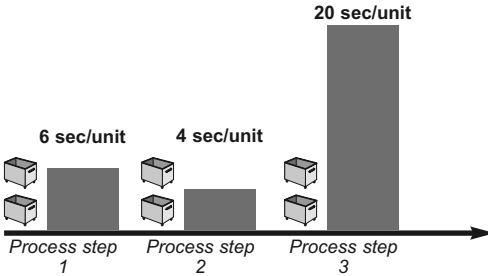 20 sec/unit
6 sec/unit
4 sec/unit
Process step
1
Process step
2
Process step
3